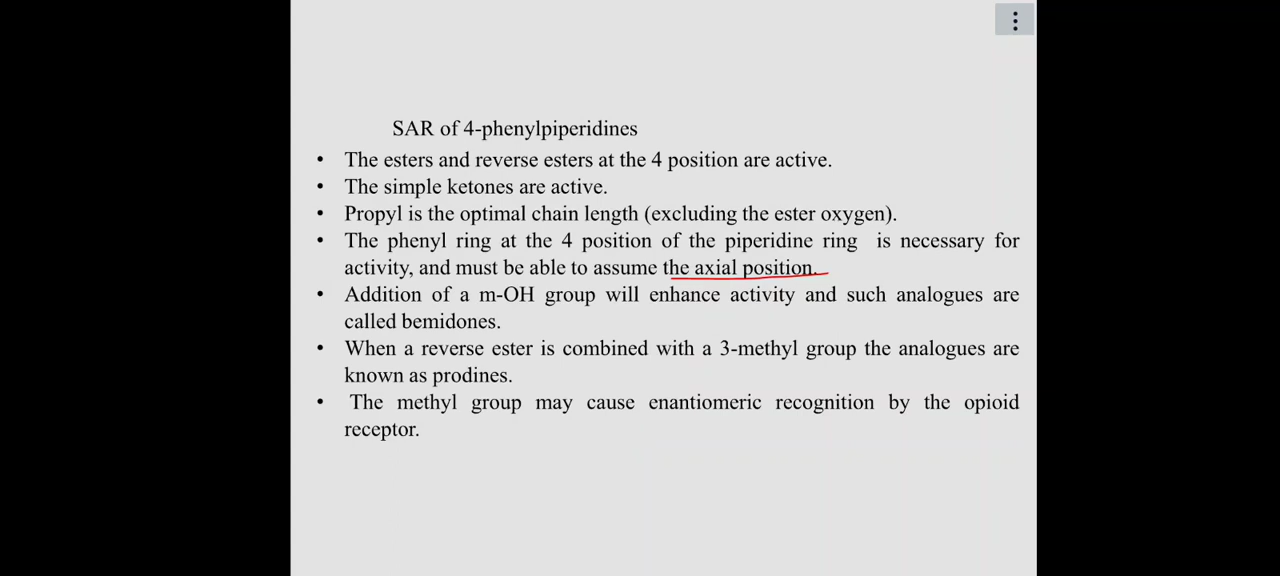 SAR of 4-phenylpiperidines
• The esters and reverse esters at the 4 position are active.
• The simple ketones are active.
• Propyl is the optimal chain length (excluding the ester oxygen).
• The phenyl ring at the 4 position of the piperidine ring is necessary for
activity, and must be able to assume the axial position.
• Addition of a m-OH group will enhance activity and such analogues are
called bemidones.
• When a reverse ester is combined with a 3-methyl group the analogues are
known as prodines.
• The methyl group may cause enantiomeric recognition by the opioid
receptor.